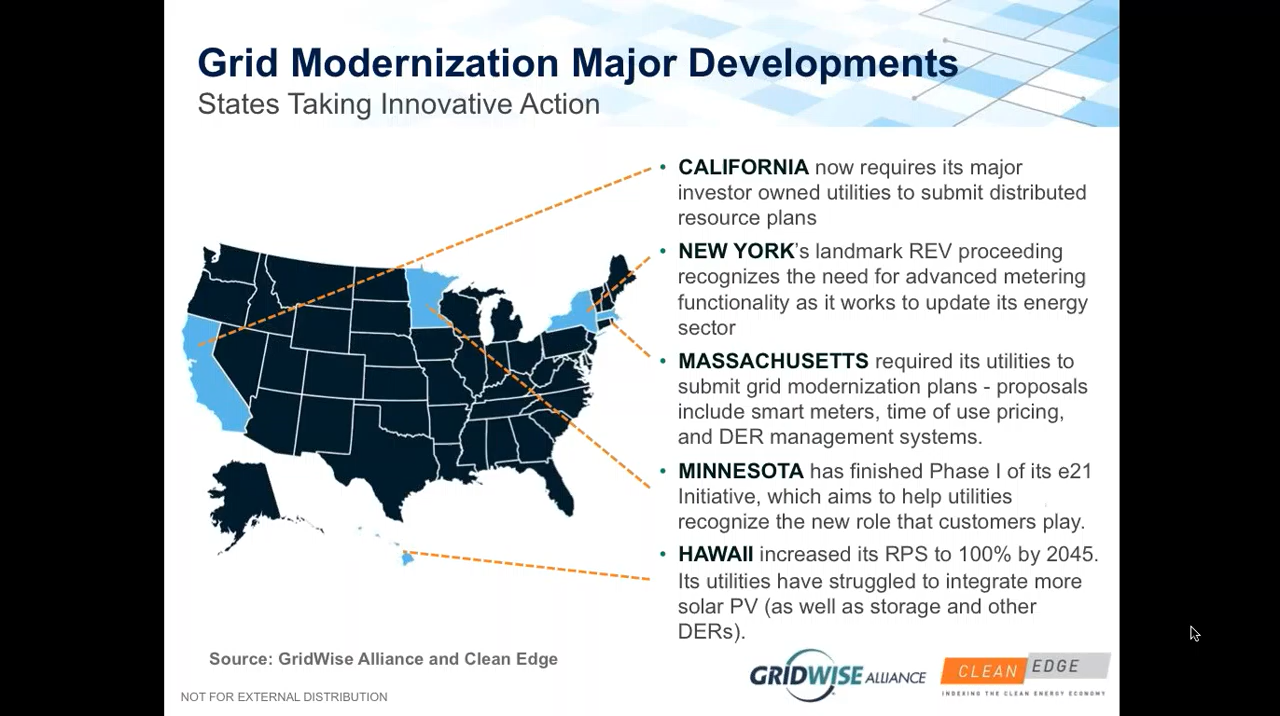 Grid Modernization Major Developments
States Taking Innovative Action
• CALIFORNIA now requires its major
investor owned utilities to submit distributed
resource plans
• NEW YORK’s landmark REV proceeding
recognizes the need for advanced metering
functionality as it works to update its energy
sector
• MASSACHUSETTS required its utilities to
submit grid modernization plans - proposals
include smart meters, time of use pricing,
and DER management systems.
• MINNESOTA has finished Phase I of its e21
Initiative, which aims to help utilities
recognize the new role that customers play.
• HAWAII increased its RPS to 100% by 2045.
Its utilities have struggled to integrate more
solar PV (as well as storage and other
DERs).
Source: GridWise Alliance and Clean Edge
GRIDWISE ALLIANCE
CLEAN EDGE
INDEXING THE CLEAN ENERGY ECONOMY
NOT FOR EXTERNAL DISTRIBUTION